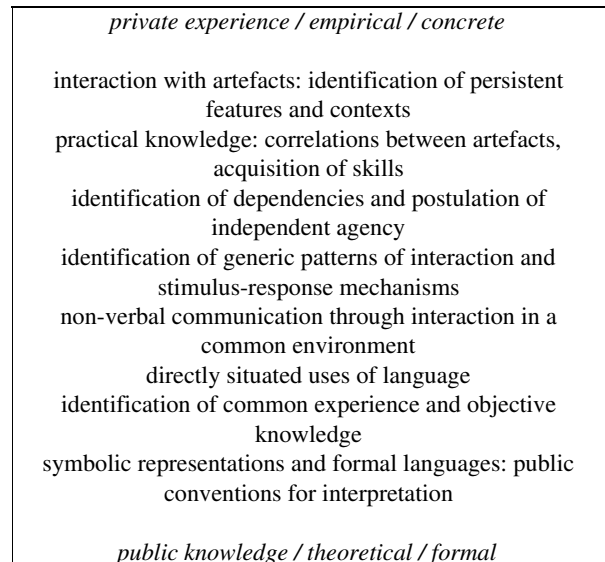 private experience / empirical / concrete
interaction with artefacts: identification of persistent
features and contexts
practical knowledge: correlations between artefacts,
acquisition of skills
identification of dependencies and postulation of
independent agency
identification of generic patterns of interaction and
stimulus-response mechanisms
non-verbal communication through interaction in a
common environment
directly situated uses of language
identification of common experience and objective
knowledge
symbolic representations and formal languages: public
conventions for interpretation
public knowledge / theoretical / formal